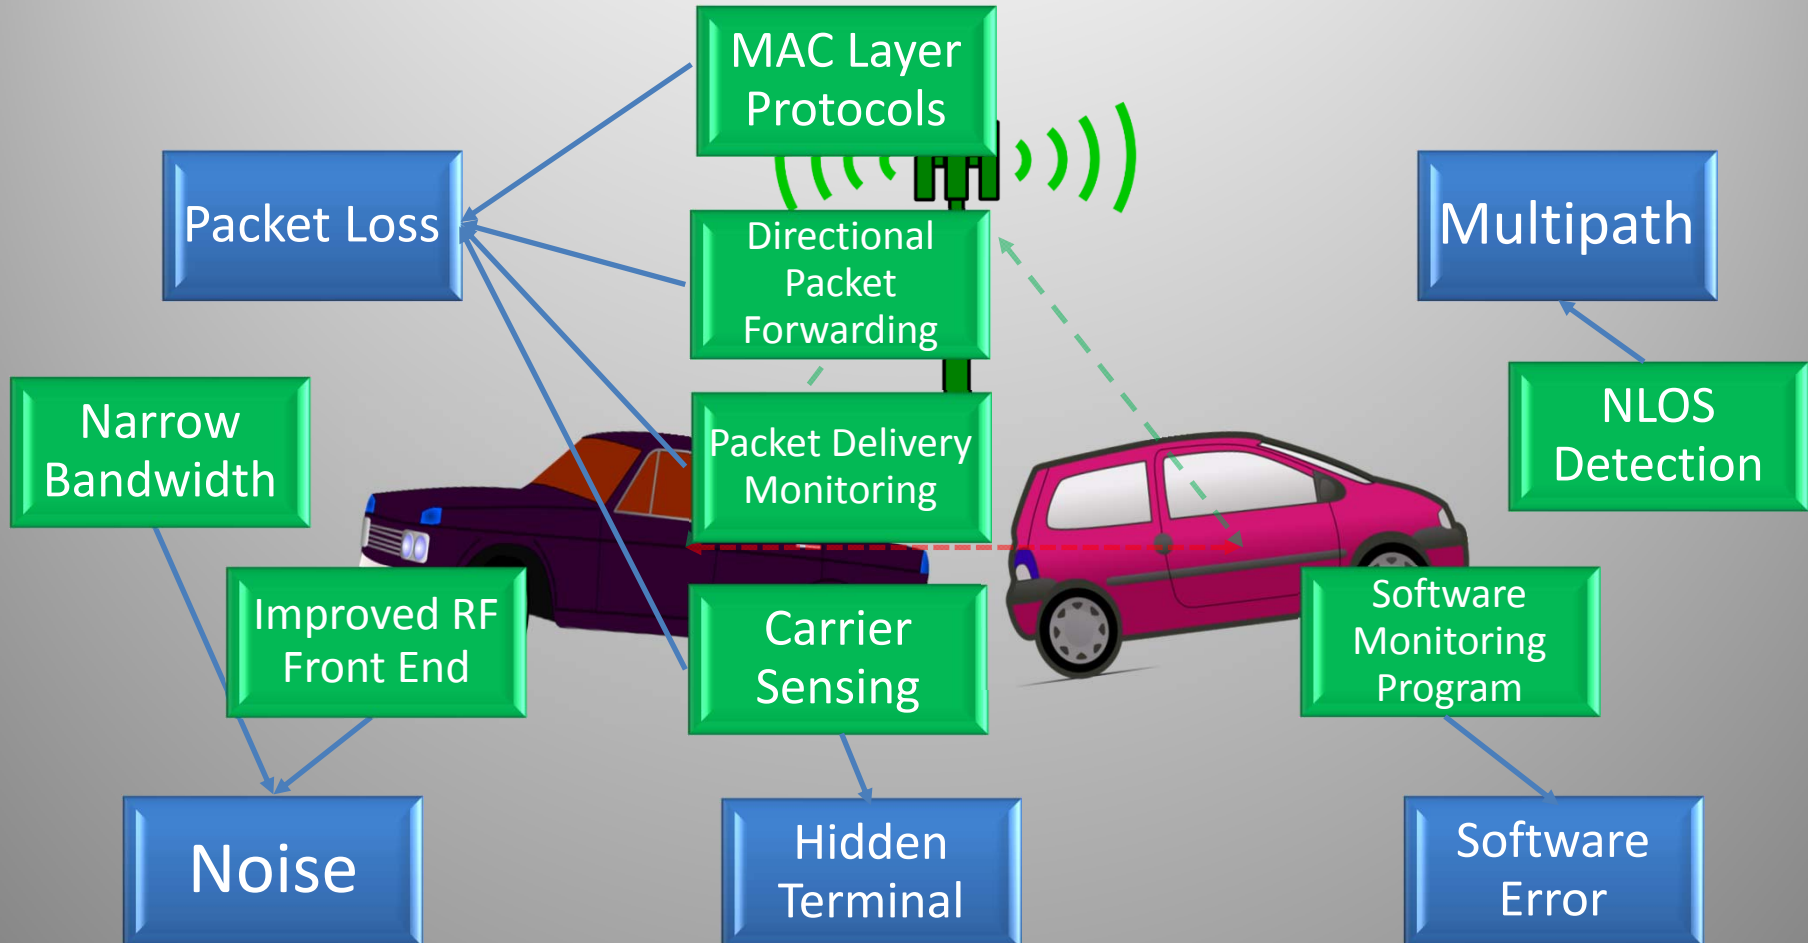 MAC Layer
Protocols
Packet Loss
Directional
Packet
Forwarding
Multipath
Narrow
Bandwidth
Packet Delivery
Monitoring
NLOS
Detection
Improved RF
Front End
Carrier
Sensing
Software
Monitoring
Program
Noise
Hidden
Terminal
Software
Error